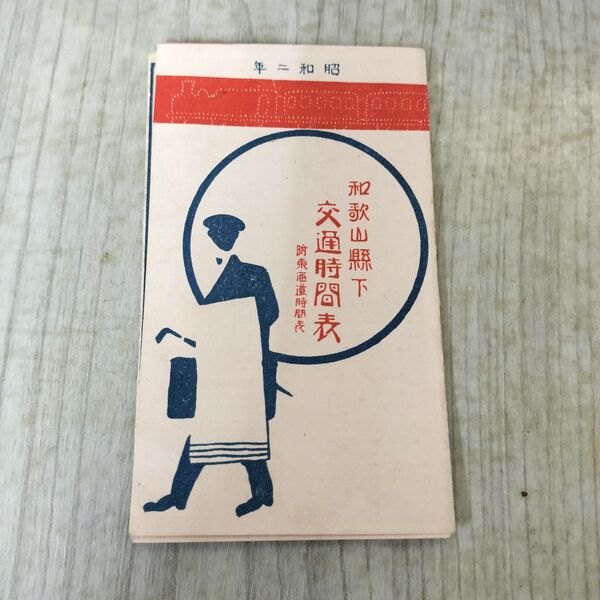 昭和二年
和歌山縣下
交通時間表
附東海道時間表